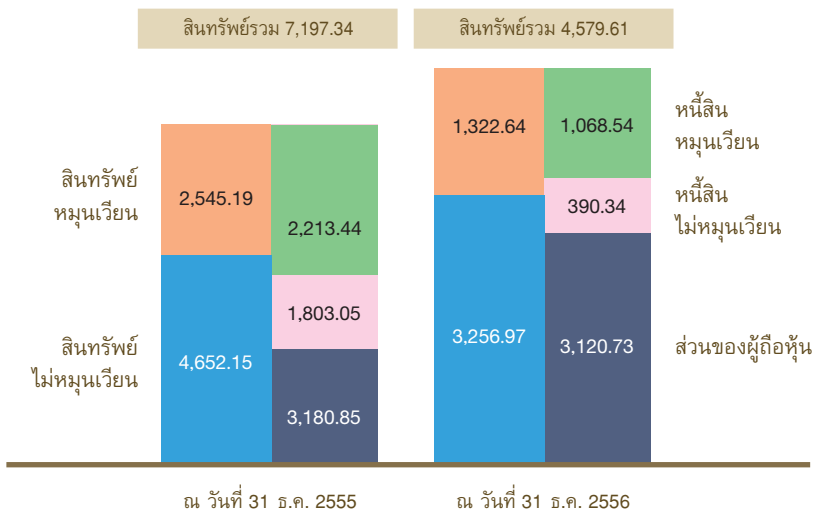 สินทรัพย์รวม 7,197.34
สินทรัพย์รวม 4,579.61
สินทรัพย์
หมุนเวียน
2,545.19
2,213.44
1,322.64
1,068.54
หนี้สิน
หมุนเวียน
390.34
หนี้สิน
ไม่หมุนเวียน
สินทรัพย์
ไม่หมุนเวียน
4,652.15
1,803.05
3,180.85
3,256.97
3,120.73
ส่วนของผู้ถือหุ้น
ณ วันที่ 31 ธ.ค. 2555
ณ วันที่ 31 ธ.ค. 2556